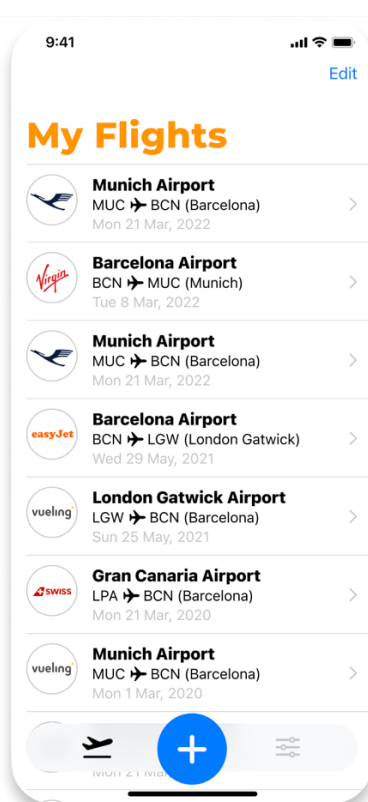 9:41
Edit
My Flights
Munich Airport
MUC ✈ BCN (Barcelona)
Mon 21 Mar, 2022
Virgin
Barcelona Airport
BCN ✈ MUC (Munich)
Tue 8 Mar, 2022
Munich Airport
MUC ✈ BCN (Barcelona)
Mon 21 Mar, 2022
easyJet
Barcelona Airport
BCN ✈ LGW (London Gatwick)
Wed 29 May, 2021
vueling
London Gatwick Airport
LGW ✈ BCN (Barcelona)
Sun 25 May, 2021
SWISS
Gran Canaria Airport
LPA ✈ BCN (Barcelona)
Mon 21 Mar, 2020
vueling
Munich Airport
MUC ✈ BCN (Barcelona)
Mon 1 Mar, 2020
Mon 21